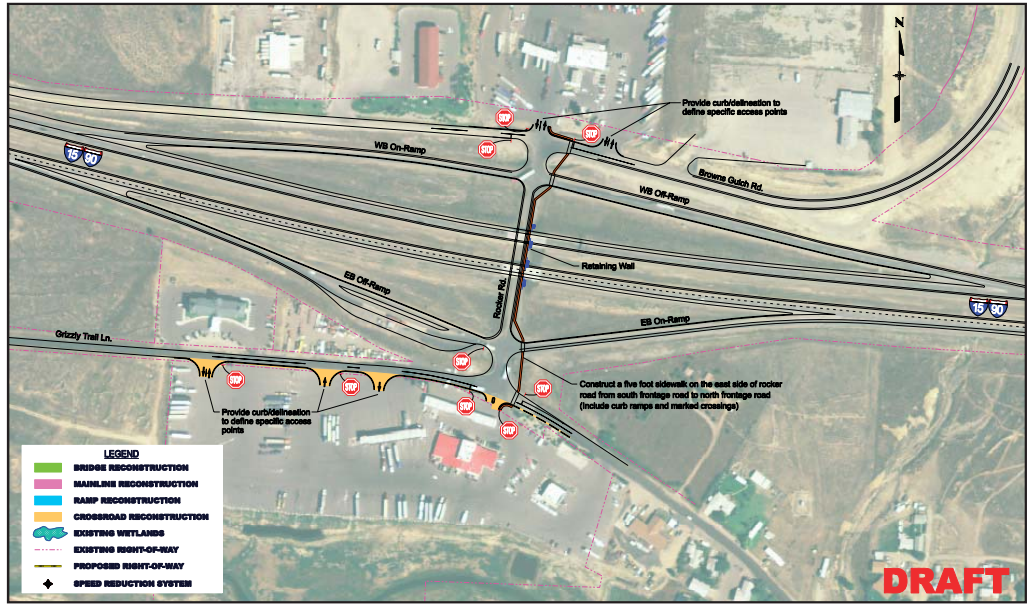 N
Provide curb/delineation to
define specific access points
STOP
STOP
STOP
15 90
WB On-Ramp
Browns Gulch Rd.
WB Off-Ramp
Retaining Wall
EB Off-Ramp
Rocker Rd.
15 90
EB On-Ramp
Grizzly Trail Ln.
STOP
STOP
STOP
STOP
STOP
STOP
Construct a five foot sidewalk on the east side of rocker
road from south frontage road to north frontage road
(include curb ramps and marked crossings)
Provide curb/delineation
to define specific access
points
LEGEND
BRIDGE RECONSTRUCTION
MAINLINE RECONSTRUCTION
RAMP RECONSTRUCTION
CROSSROAD RECONSTRUCTION
EXISTING WETLANDS
EXISTING RIGHT-OF-WAY
PROPOSED RIGHT-OF-WAY
SPEED REDUCTION SYSTEM
DRAFT